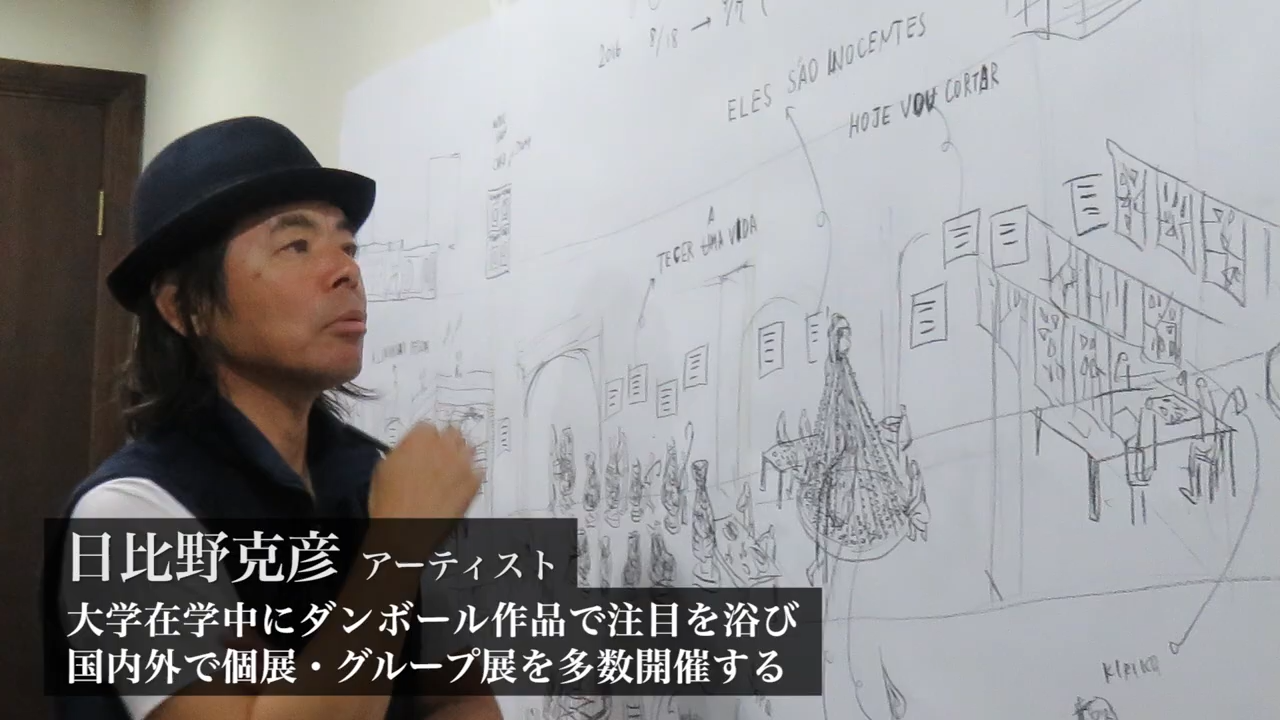 2016 8/18 → 9/7 (
ELES SÃO INOCENTES
HOJE VOU CORTAR
A
TECER UMA VIDA
KIRIKU
日比野克彦 アーティスト
大学在学中にダンボール作品で注目を浴び
国内外で個展・グループ展を多数開催する